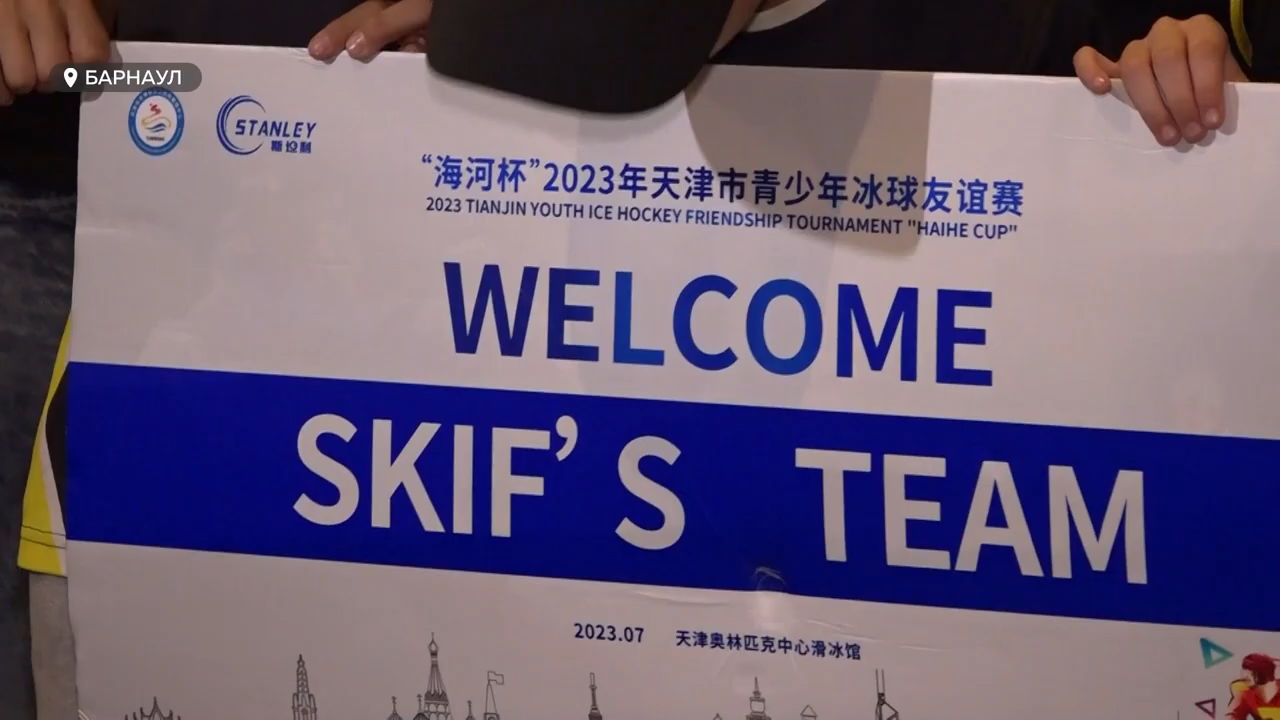 БАРНАУЛ
STANLEY
斯坦利
“海河杯”2023年天津市青少年冰球友谊赛
2023 TIANJIN YOUTH ICE HOCKEY FRIENDSHIP TOURNAMENT "HAIHE CUP"
WELCOME
SKIF’S TEAM
2023.07 天津奥林匹克中心滑冰馆